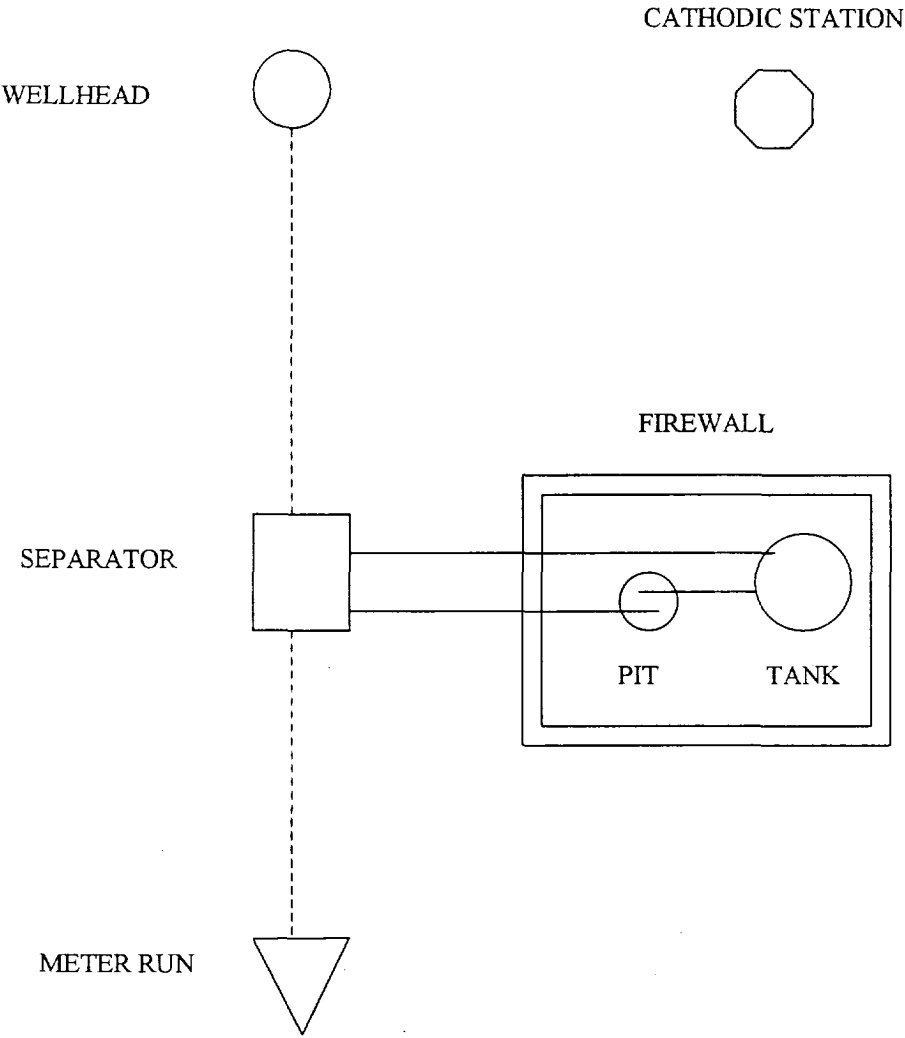 CATHODIC STATION
WELLHEAD
FIREWALL
SEPARATOR
PIT
TANK
METER RUN